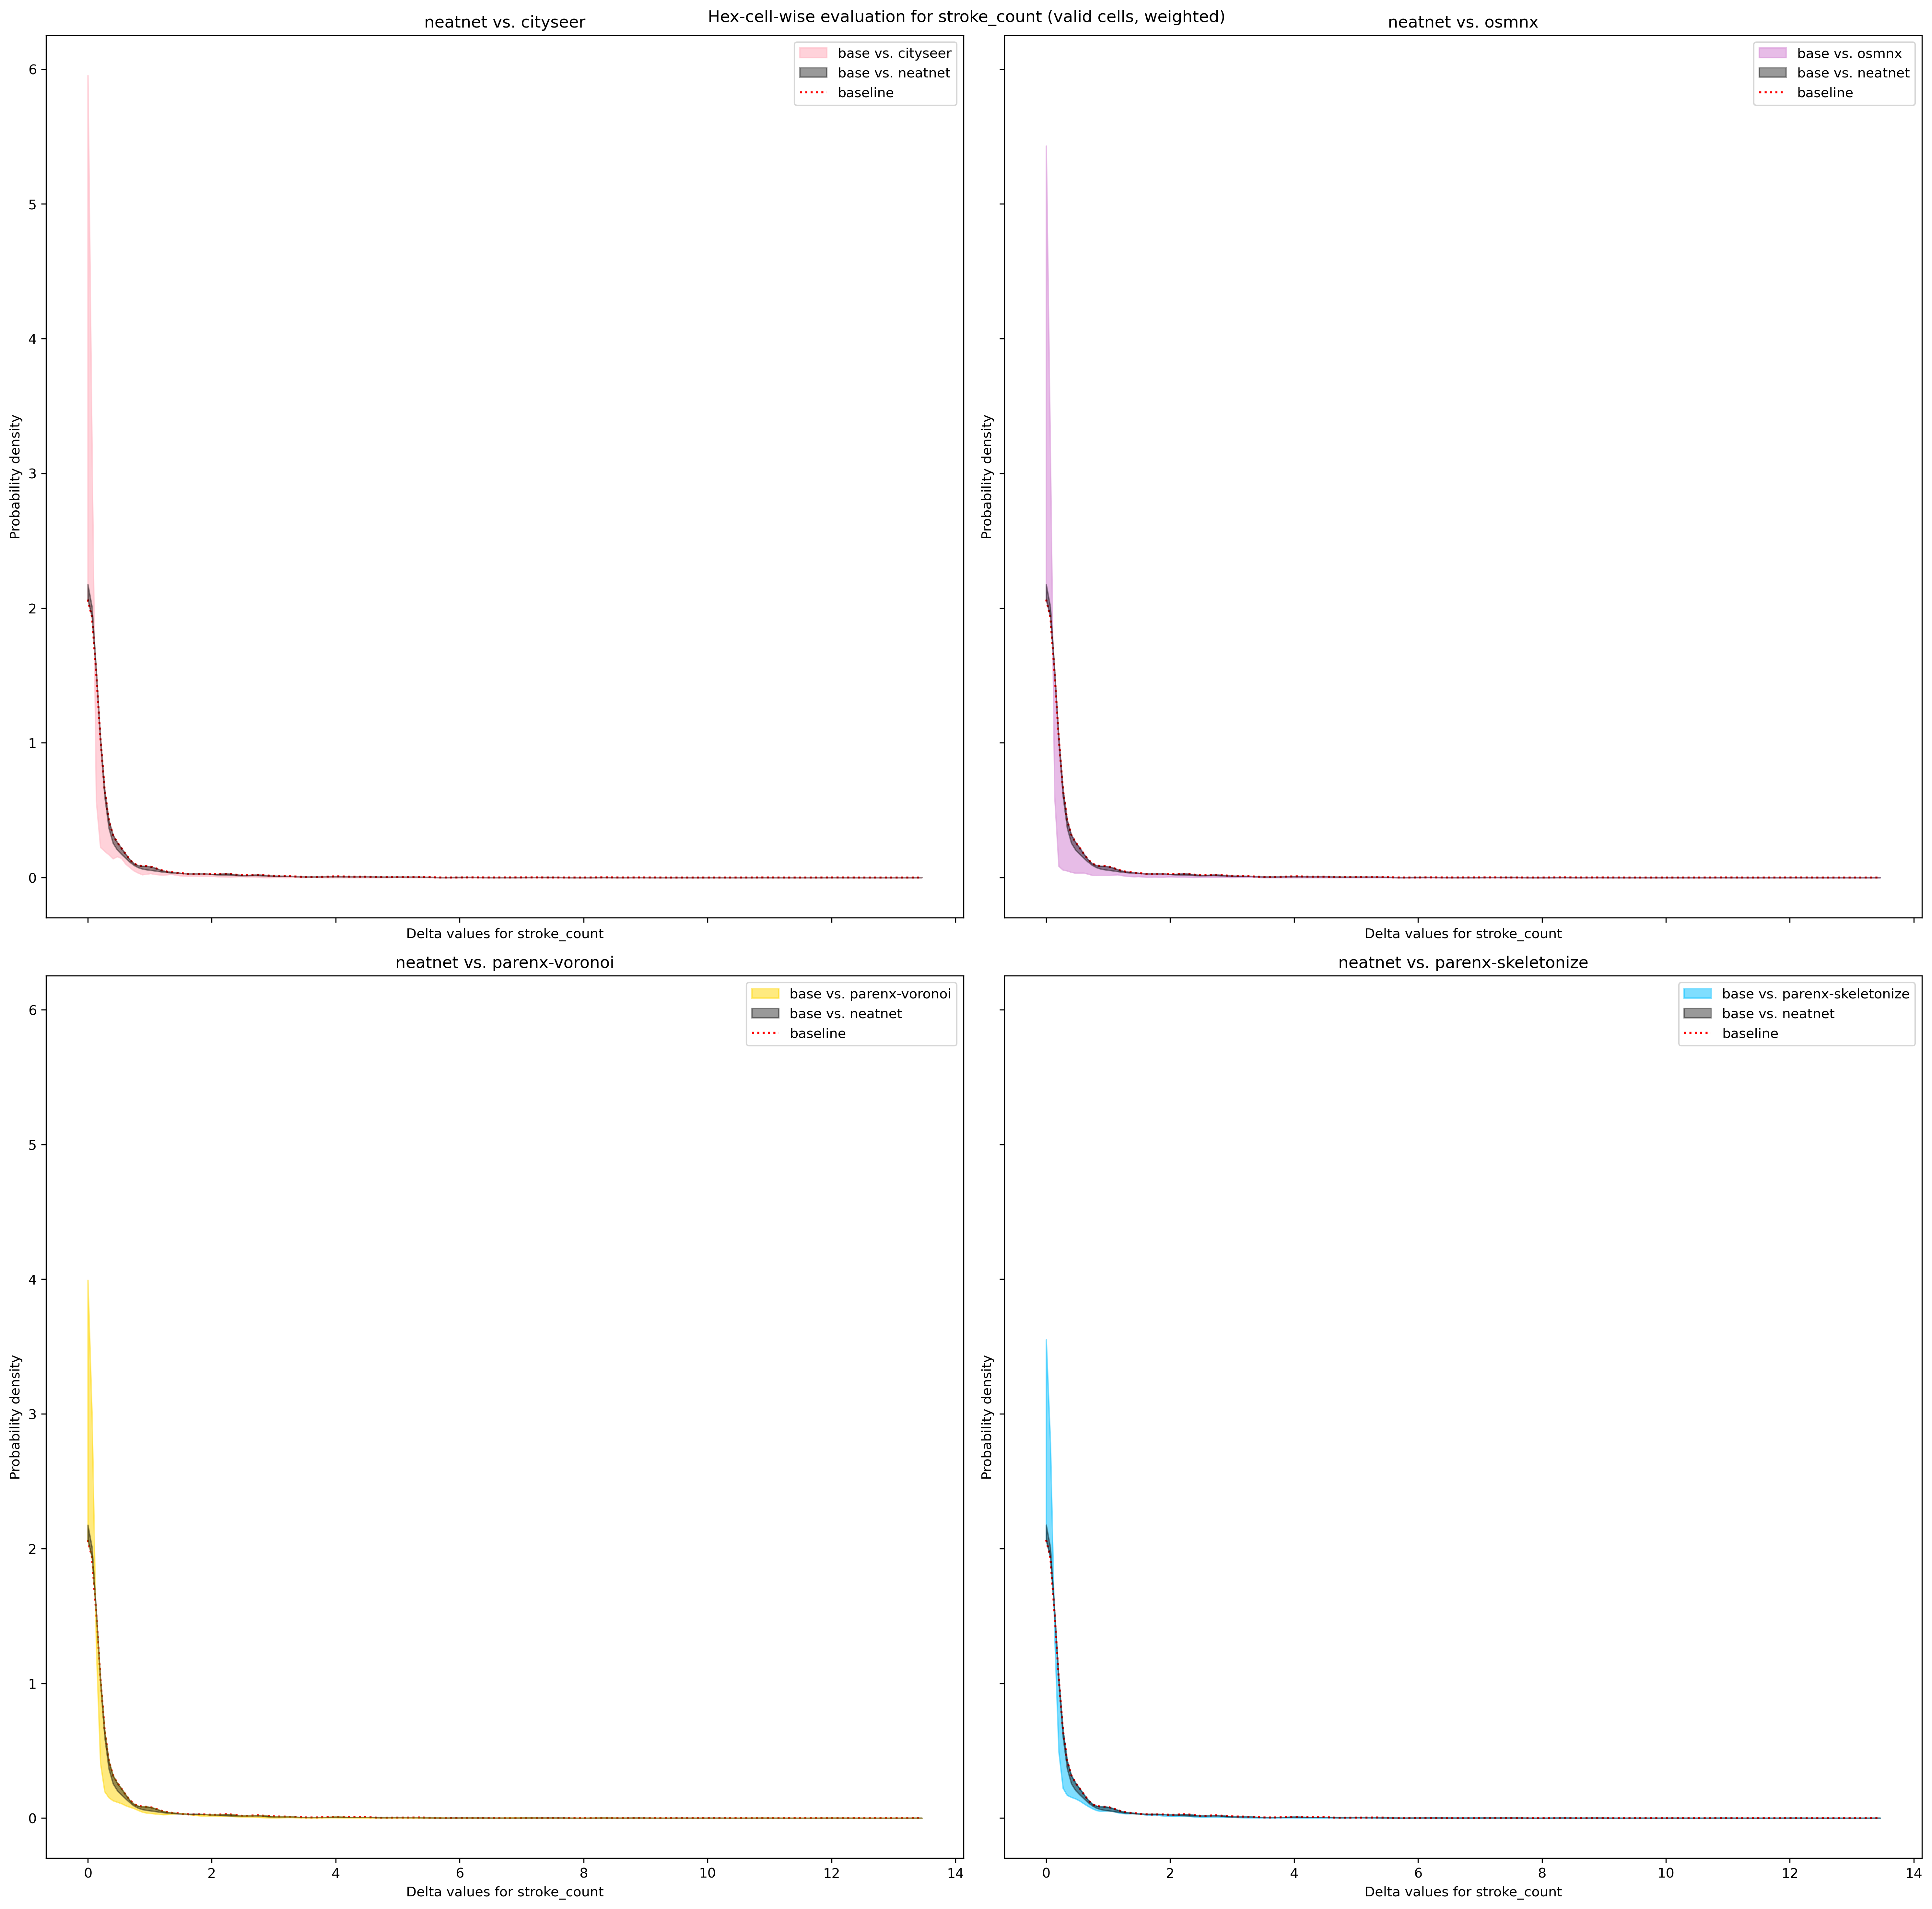 Hex-cell-wise evaluation for stroke_count (valid cells, weighted)
neatnet vs. cityseer
base vs. cityseer
base vs. neatnet
baseline
6
5
4
3
2
1
0
Probability density
Delta values for stroke_count
neatnet vs. osmnx
base vs. osmnx
base vs. neatnet
baseline
Probability density
Delta values for stroke_count
neatnet vs. parenx-voronoi
base vs. parenx-voronoi
base vs. neatnet
baseline
6
5
4
3
2
1
0
Probability density
0 2 4 6 8 10 12 14
Delta values for stroke_count
neatnet vs. parenx-skeletonize
base vs. parenx-skeletonize
base vs. neatnet
baseline
Probability density
0 2 4 6 8 10 12 14
Delta values for stroke_count